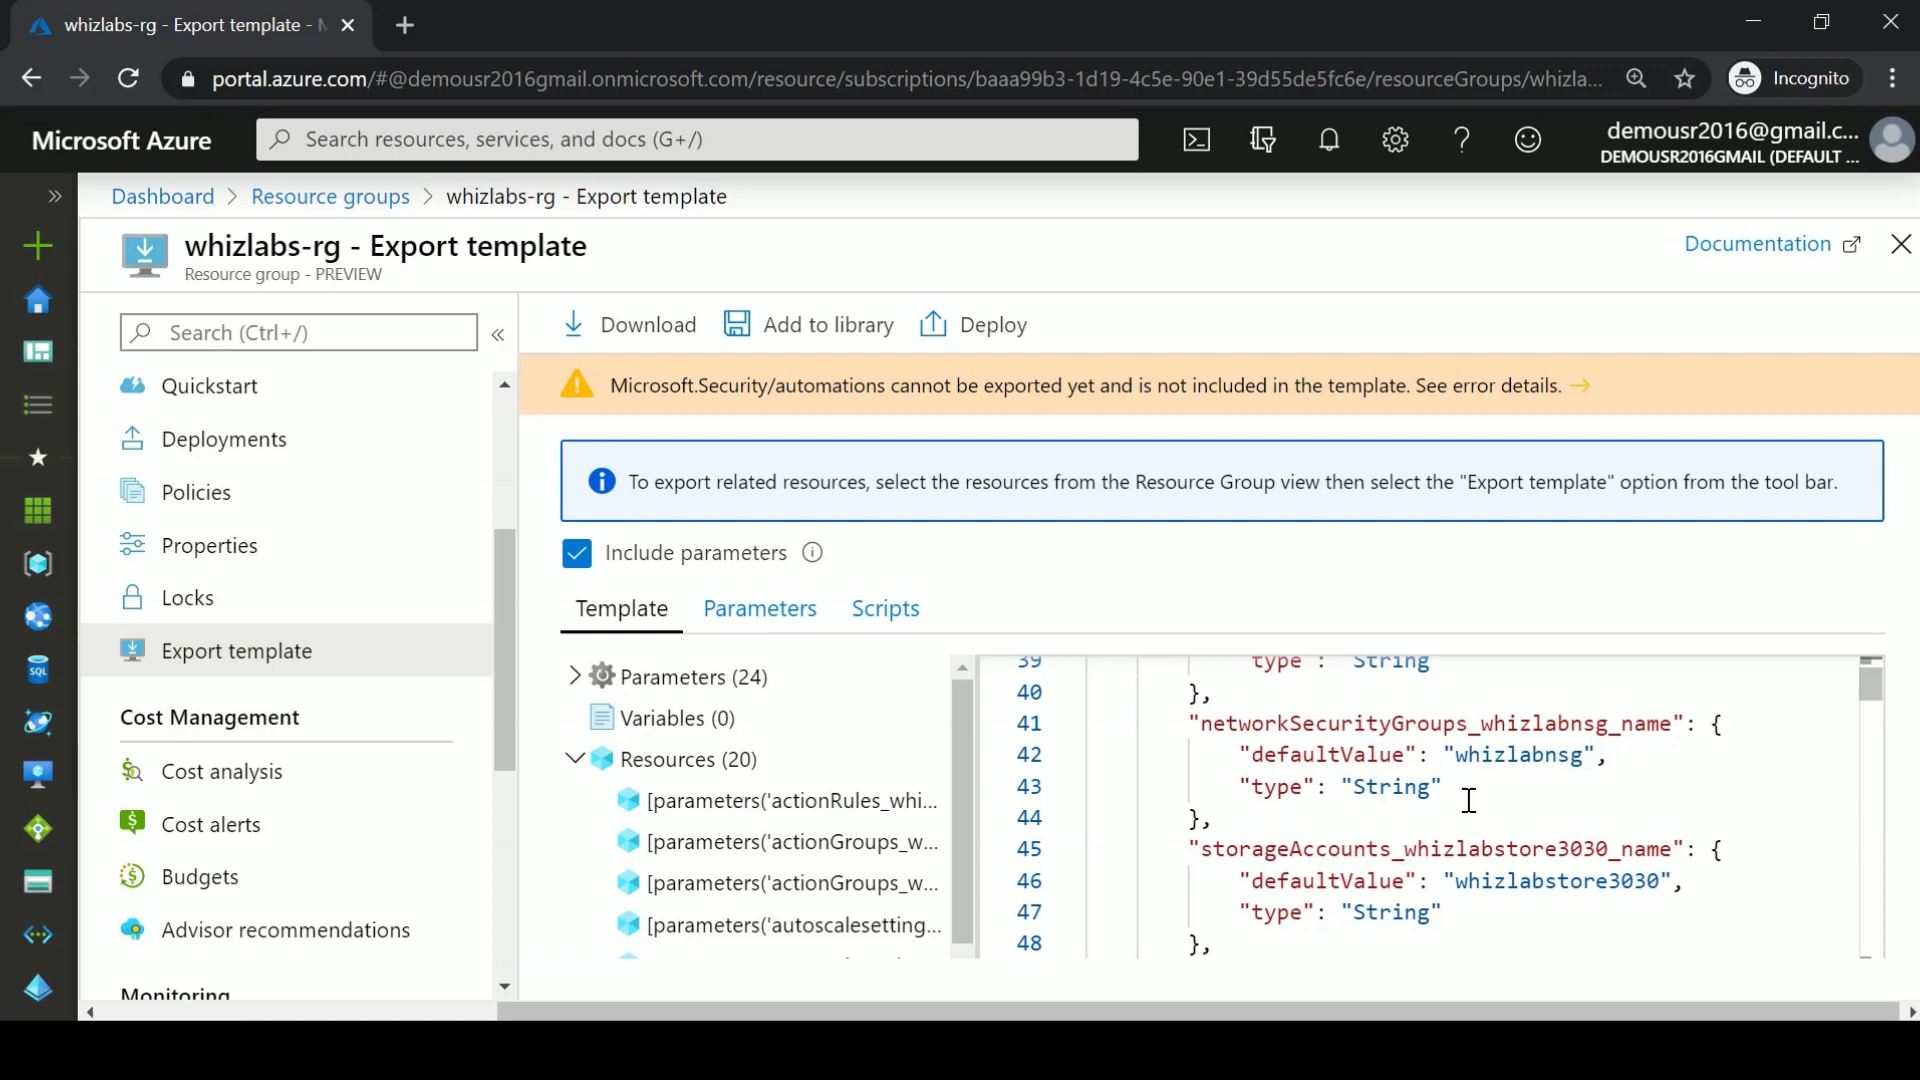 whizlabs-rg - Export template -
portal.azure.com/#@demousr2016gmail.onmicrosoft.com/resource/subscriptions/baaa99b3-1d19-4c5e-90e1-39d55de5fc6e/resourceGroups/whizla...
Incognito
Microsoft Azure
Search resources, services, and docs (G+/)
demousr2016@gmail.c...
DEMOUSR2016GMAIL (DEFAULT ...
Dashboard > Resource groups > whizlabs-rg - Export template
whizlabs-rg - Export template
Resource group - PREVIEW
Documentation
Search (Ctrl+/)
Quickstart
Deployments
Policies
Properties
Locks
Export template
Cost Management
Cost analysis
Cost alerts
Budgets
Advisor recommendations
Monitoring
Download
Add to library
Deploy
Microsoft.Security/automations cannot be exported yet and is not included in the template. See error details. →
To export related resources, select the resources from the Resource Group view then select the "Export template" option from the tool bar.
Include parameters
Template
Parameters
Scripts
Parameters (24)
Variables (0)
Resources (20)
[parameters('actionRules_whi...
[parameters('actionGroups_w...
[parameters('actionGroups_w...
[parameters('autoscalesetting...
39 "type": "String"
40 },
41 "networkSecurityGroups_whizlabnsg_name": {
42 "defaultValue": "whizlabnsg",
43 "type": "String"
44 },
45 "storageAccounts_whizlabstore3030_name": {
46 "defaultValue": "whizlabstore3030",
47 "type": "String"
48 },
SQL